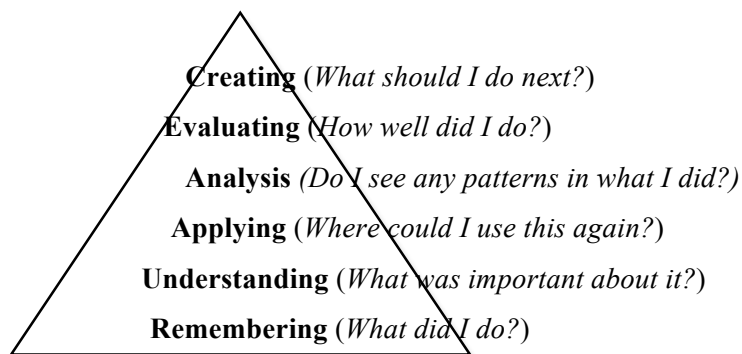 Creating (What should I do next?)
Evaluating (How well did I do?)
Analysis (Do I see any patterns in what I did?)
Applying (Where could I use this again?)
Understanding (What was important about it?)
Remembering (What did I do?)